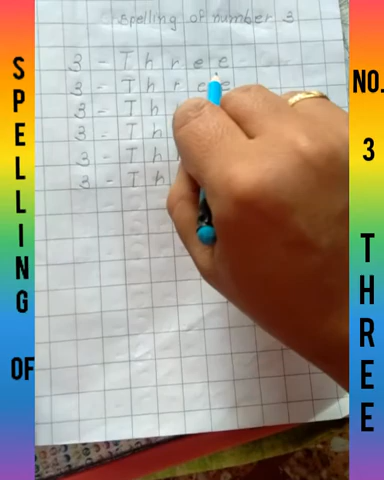 SPELLING OF
Spelling of number 3
3 - Three
3 - Three
3 - Th
3 - Th
3 - Th
3 - Th
NO. 3 THREE